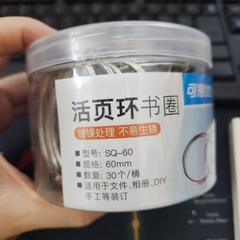 可
活页环书圈
镀镍处理 不易生锈
型号：SQ-60
规格：60mm
数量：30个/桶
适用于文件、相册、DIY
手工等装订